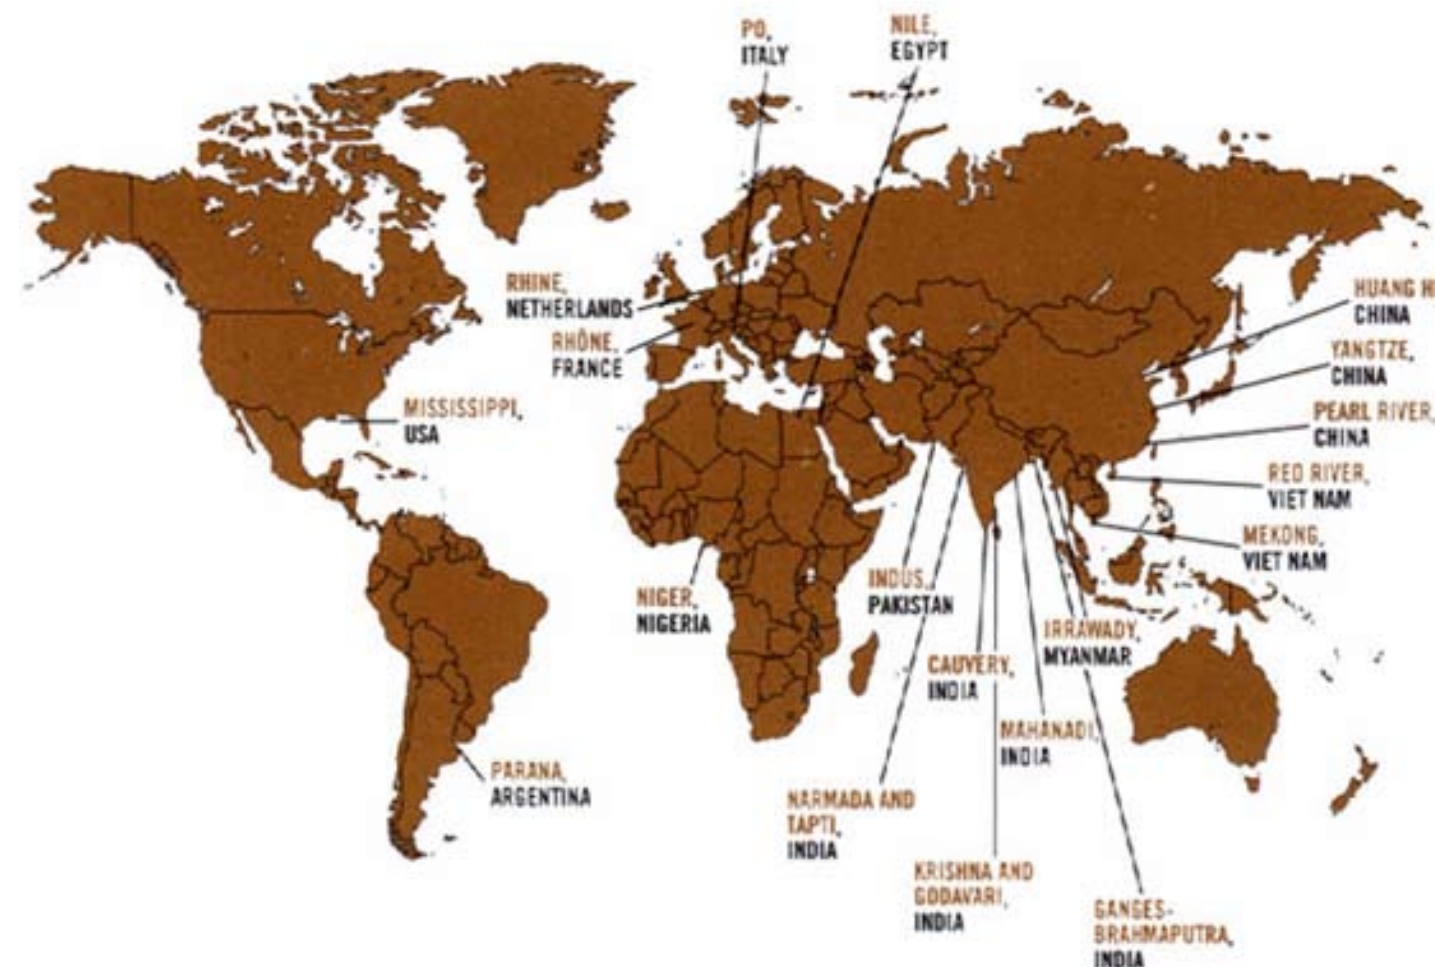 PO,
ITALY
NILE,
EGYPT
RHINE,
NETHERLANDS
RHÔNE,
FRANCE
MISSISSIPPI,
USA
HUANG H
CHINA
YANGTZE,
CHINA
PEARL RIVER,
CHINA
RED RIVER,
VIET NAM
MEKONG,
VIET NAM
NIGER,
NIGERIA
INDUS,
PAKISTAN
IRRAWADY,
MYANMAR
CAUVERY,
INDIA
MAHANADI,
INDIA
PARANA,
ARGENTINA
NARMADA AND
TAPTI,
INDIA
KRISHNA AND
GODAVARI,
INDIA
GANGES-
BRAHMAPUTRA,
INDIA